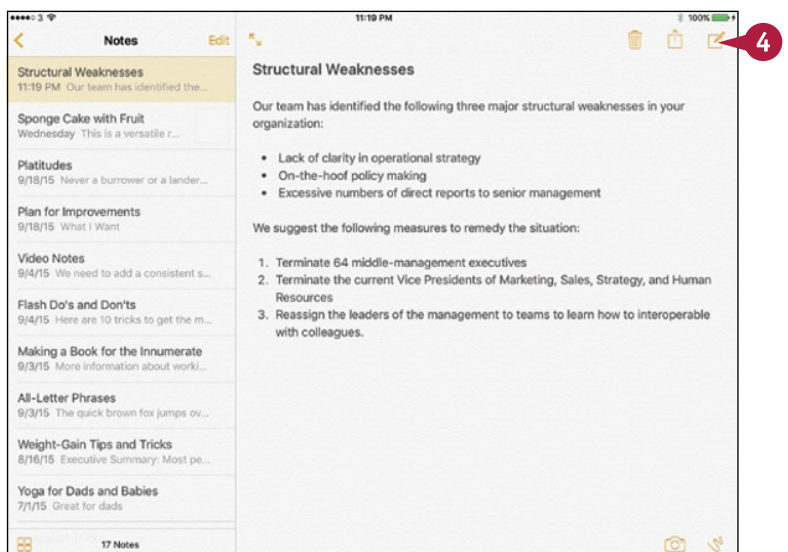 3 11:19 PM 100%
Notes Edit
4
Structural Weaknesses
11:19 PM Our team has identified the...
Sponge Cake with Fruit
Wednesday This is a versatile r...
Platitudes
9/18/15 Never a burrower or a lander...
Plan for Improvements
9/18/15 What I Want
Video Notes
9/4/15 We need to add a consistent s...
Flash Do's and Don'ts
9/4/15 Here are 10 tricks to get the m...
Making a Book for the Innumerate
9/3/15 More information about worki...
All-Letter Phrases
9/3/15 The quick brown fox jumps ov...
Weight-Gain Tips and Tricks
8/16/15 Executive Summary: Most pe...
Yoga for Dads and Babies
7/1/15 Great for dads
17 Notes
Structural Weaknesses
Our team has identified the following three major structural weaknesses in your
organization:
• Lack of clarity in operational strategy
• On-the-hoof policy making
• Excessive numbers of direct reports to senior management
We suggest the following measures to remedy the situation:
1. Terminate 64 middle-management executives
2. Terminate the current Vice Presidents of Marketing, Sales, Strategy, and Human
Resources
3. Reassign the leaders of the management to teams to learn how to interoperable
with colleagues.